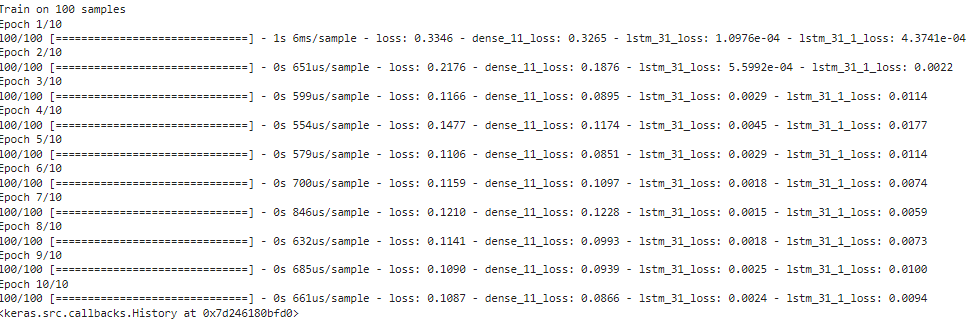 Train on 100 samples
Epoch 1/10
100/100 [==============================] - 1s 6ms/sample - loss: 0.3346 - dense_11_loss: 0.3265 - lstm_31_loss: 1.0976e-04 - lstm_31_1_loss: 4.3741e-04
Epoch 2/10
100/100 [==============================] - 0s 651us/sample - loss: 0.2176 - dense_11_loss: 0.1876 - lstm_31_loss: 5.5992e-04 - lstm_31_1_loss: 0.0022
Epoch 3/10
100/100 [==============================] - 0s 599us/sample - loss: 0.1166 - dense_11_loss: 0.0895 - lstm_31_loss: 0.0029 - lstm_31_1_loss: 0.0114
Epoch 4/10
100/100 [==============================] - 0s 554us/sample - loss: 0.1477 - dense_11_loss: 0.1174 - lstm_31_loss: 0.0045 - lstm_31_1_loss: 0.0177
Epoch 5/10
100/100 [==============================] - 0s 579us/sample - loss: 0.1106 - dense_11_loss: 0.0851 - lstm_31_loss: 0.0029 - lstm_31_1_loss: 0.0114
Epoch 6/10
100/100 [==============================] - 0s 700us/sample - loss: 0.1159 - dense_11_loss: 0.1097 - lstm_31_loss: 0.0018 - lstm_31_1_loss: 0.0074
Epoch 7/10
100/100 [==============================] - 0s 846us/sample - loss: 0.1210 - dense_11_loss: 0.1228 - lstm_31_loss: 0.0015 - lstm_31_1_loss: 0.0059
Epoch 8/10
100/100 [==============================] - 0s 632us/sample - loss: 0.1141 - dense_11_loss: 0.0993 - lstm_31_loss: 0.0018 - lstm_31_1_loss: 0.0073
Epoch 9/10
100/100 [==============================] - 0s 685us/sample - loss: 0.1090 - dense_11_loss: 0.0939 - lstm_31_loss: 0.0025 - lstm_31_1_loss: 0.0100
Epoch 10/10
100/100 [==============================] - 0s 661us/sample - loss: 0.1087 - dense_11_loss: 0.0866 - lstm_31_loss: 0.0024 - lstm_31_1_loss: 0.0094
<keras.src.callbacks.History at 0x7d246180bfd0>